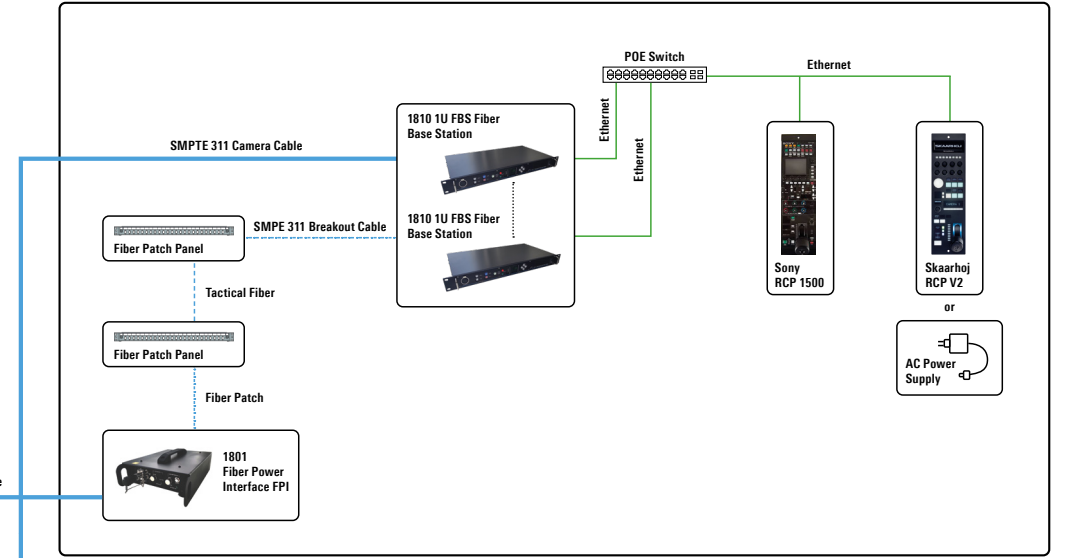 POE Switch
Ethernet
Ethernet
Ethernet
1810 1U FBS Fiber
Base Station
SMPTE 311 Camera Cable
1810 1U FBS Fiber
Base Station
SMPE 311 Breakout Cable
Fiber Patch Panel
Sony
RCP 1500
SKAARHOJ
Skaarhoj
RCP V2
or
Tactical Fiber
Fiber Patch Panel
AC Power
Supply
Fiber Patch
1801
Fiber Power
Interface FPI
e